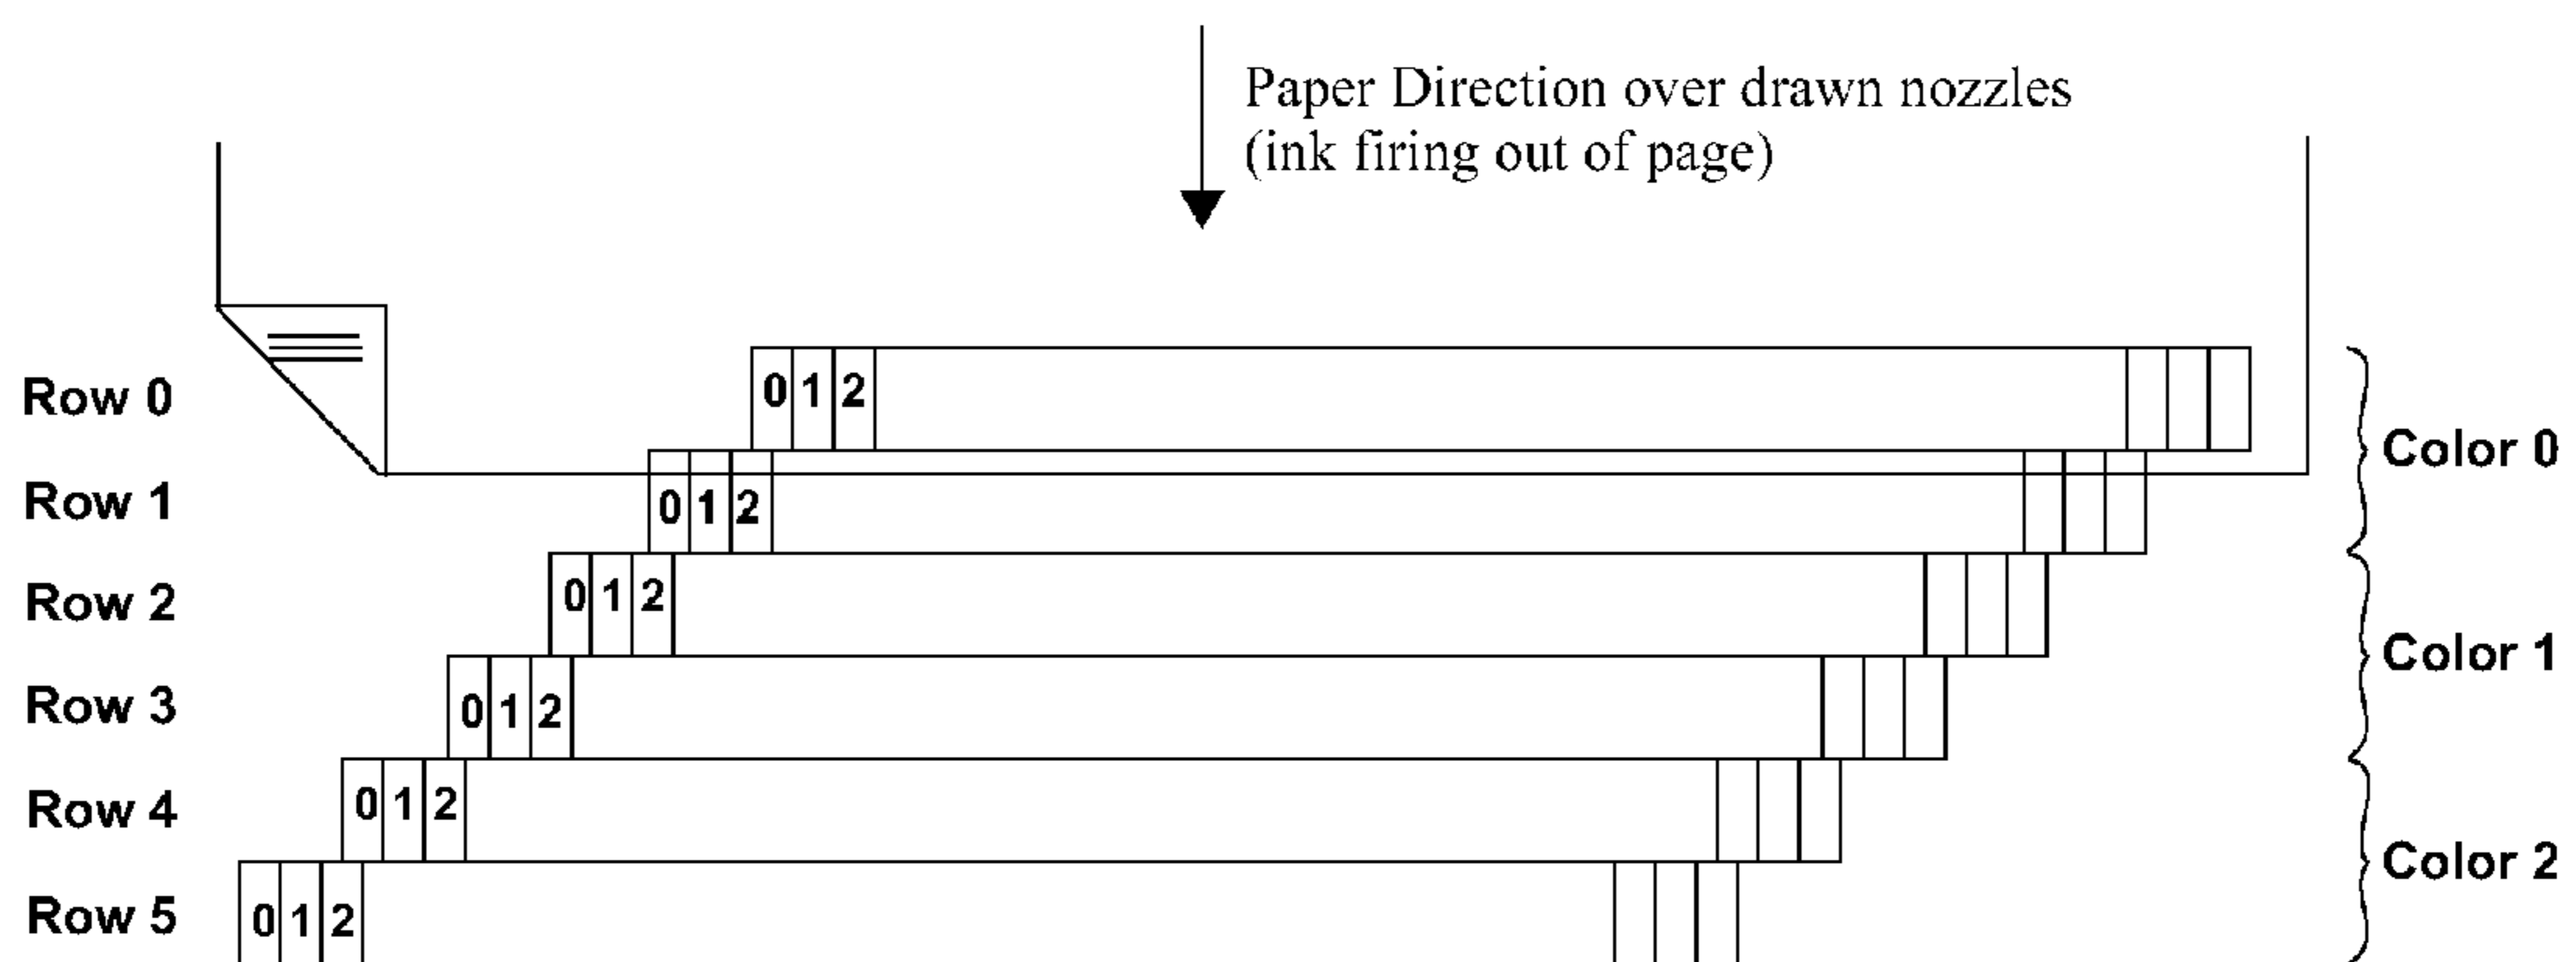 Paper Direction over drawn nozzles
(ink firing out of page)
Row 0
0 1 2
Color 0
Row 1
0 1 2
Row 2
0 1 2
Color 1
Row 3
0 1 2
Row 4
0 1 2
Color 2
Row 5
0 1 2